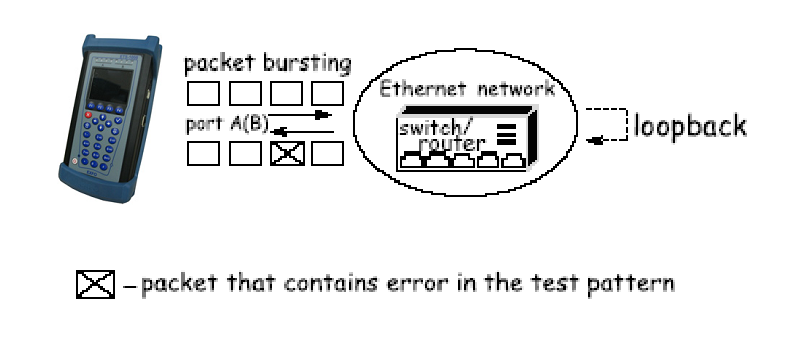 packet bursting
Ethernet network
port A(B)
switch/
router
loopback
– packet that contains error in the test pattern